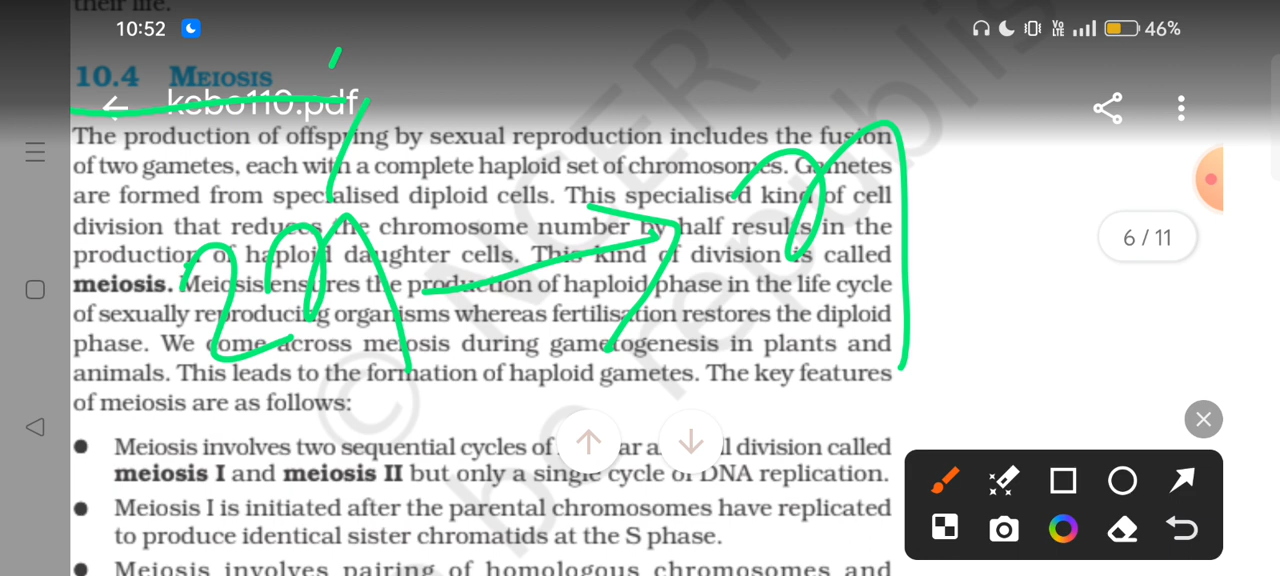 their life.
10:52
VO LTE
46%
10.4 MEIOSIS
kebo110.pdf
The production of offspring by sexual reproduction includes the fusion
of two gametes, each with a complete haploid set of chromosomes. Gametes
are formed from specialised diploid cells. This specialised kind of cell
division that reduces the chromosome number by half results in the
production of haploid daughter cells. This kind of division is called
meiosis. Meiosis ensures the production of haploid phase in the life cycle
of sexually reproducing organisms whereas fertilisation restores the diploid
phase. We come across meiosis during gametogenesis in plants and
animals. This leads to the formation of haploid gametes. The key features
of meiosis are as follows:
2n → n
6 / 11
● Meiosis involves two sequential cycles of ar a l division called
meiosis I and meiosis II but only a single cycle of DNA replication.
● Meiosis I is initiated after the parental chromosomes have replicated
to produce identical sister chromatids at the S phase.
● Meiosis involves pairing of homologous chromosomes and
© NCERT
republis